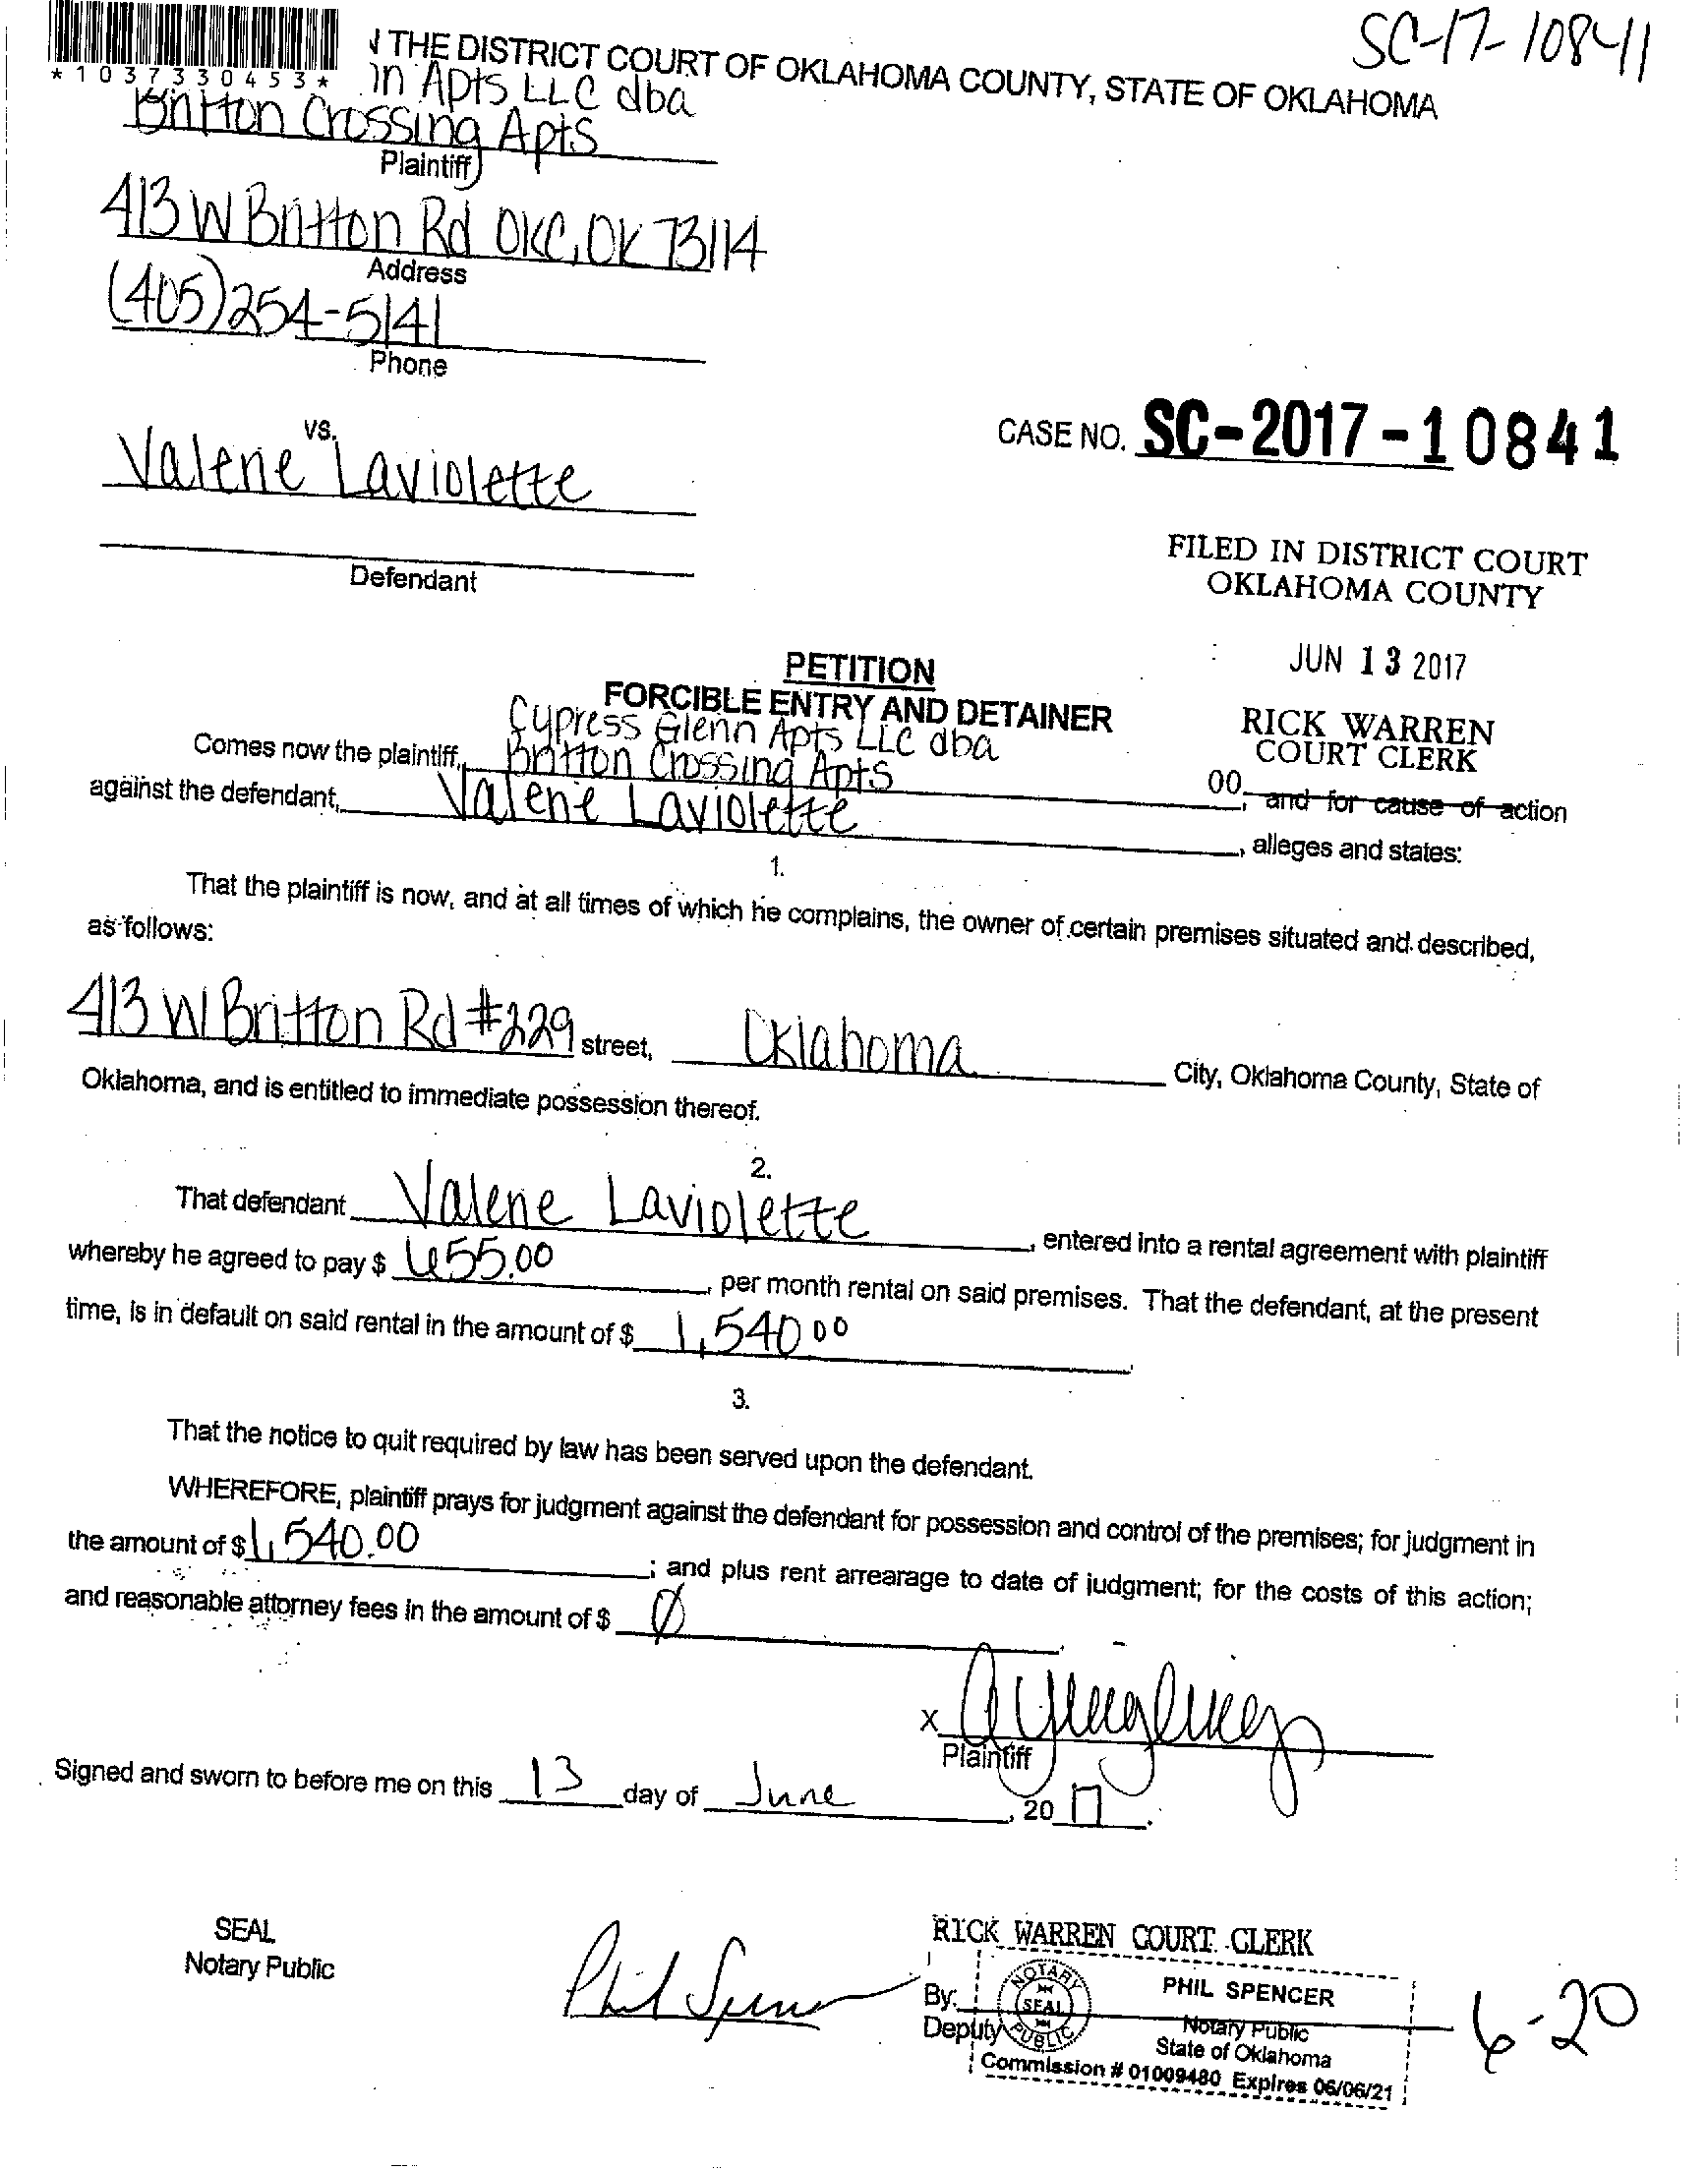 SC-17-10841
THE DISTRICT COURT OF OKLAHOMA COUNTY, STATE OF OKLAHOMA
*1037330453*
Apts LLC dba
Britton Crossing Apts
Plaintiff
413 W Britton Rd OKC, OK 73114
Address
(405)254-5141
Phone
vs.
CASE NO. SC-2017-10841
Valerie Laviolette
Defendant
FILED IN DISTRICT COURT
OKLAHOMA COUNTY
JUN 13 2017
RICK WARREN
COURT CLERK
PETITION
FORCIBLE ENTRY AND DETAINER
Cypress Glenn Apts LLC dba
Comes now the plaintiff, Britton Crossing Apts 00 , and for cause of action
against the defendant, Valerie Laviolette, alleges and states:
1.
That the plaintiff is now, and at all times of which he complains, the owner of certain premises situated and described,
as follows:
413 W Britton Rd #229 street, Oklahoma City, Oklahoma County, State of
Oklahoma, and is entitled to immediate possession thereof.
2.
That defendant Valerie Laviolette, entered into a rental agreement with plaintiff
whereby he agreed to pay $ 655.00, per month rental on said premises. That the defendant, at the present
time, is in default on said rental in the amount of $ 1,540 00.
3.
That the notice to quit required by law has been served upon the defendant.
WHEREFORE, plaintiff prays for judgment against the defendant for possession and control of the premises; for judgment in
the amount of $ 1,540.00; and plus rent arrearage to date of judgment; for the costs of this action;
and reasonable attorney fees in the amount of $ Ø.
X
Plaintiff
Signed and sworn to before me on this 13 day of June, 20 17.
SEAL
Notary Public
Phil Spencer
RICK WARREN COURT CLERK
By:
Deputy
NOTARY PUBLIC
SEAL
PHIL SPENCER
Notary Public
State of Oklahoma
Commission # 01009480 Expires 06/06/21
6-20